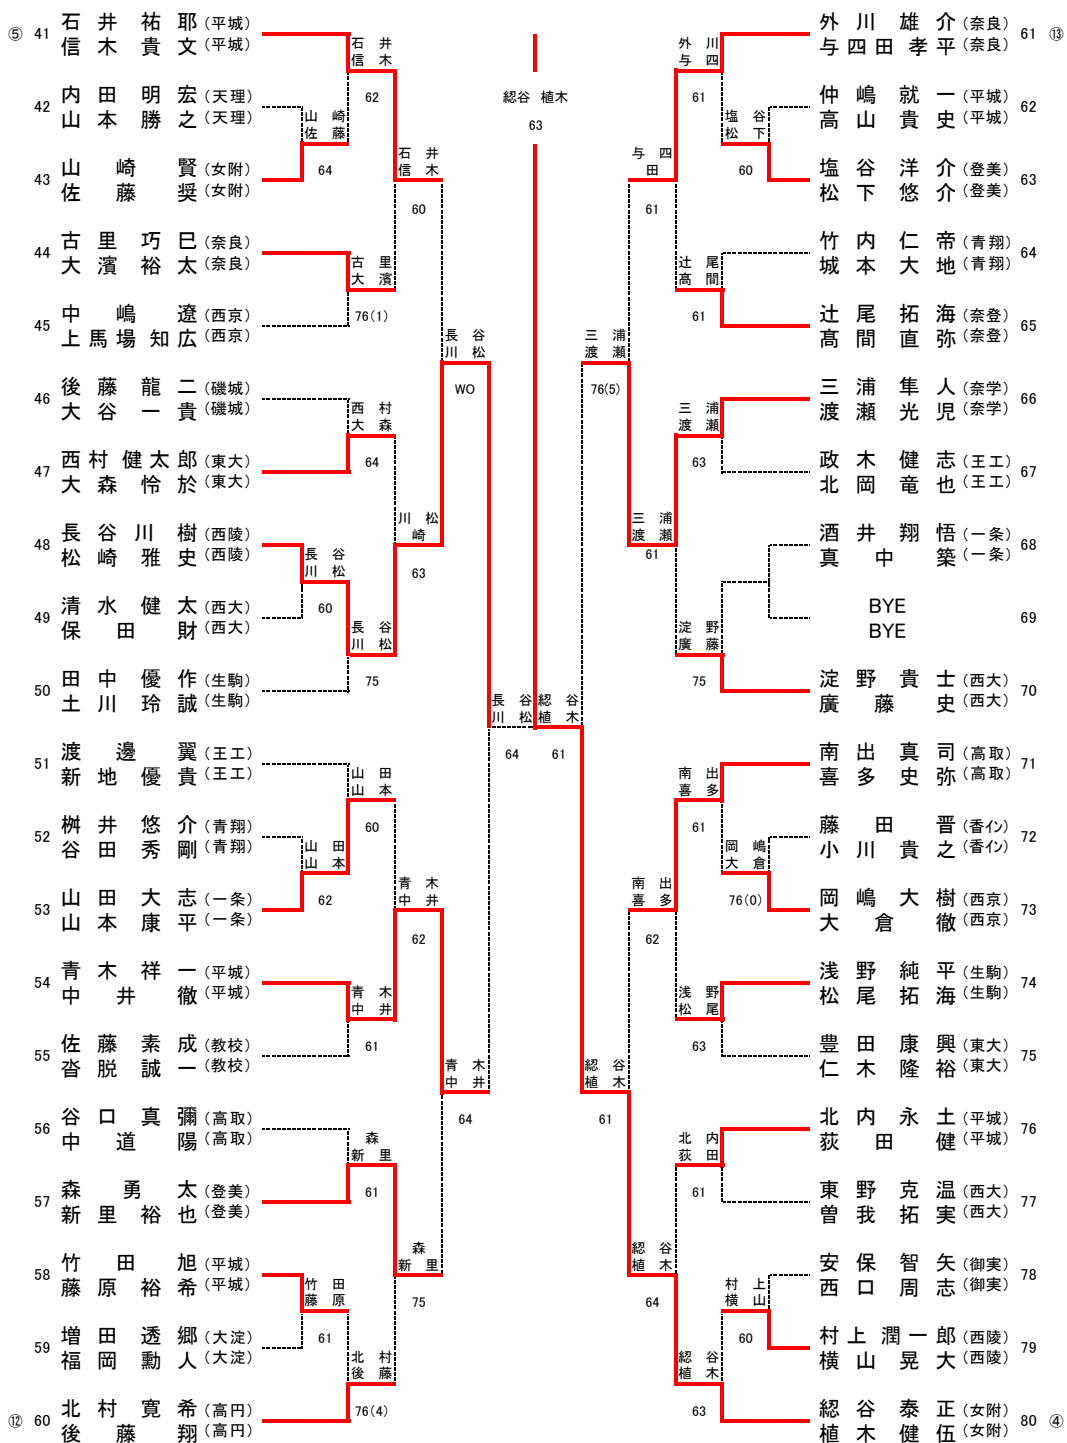 ⑤ 41 石井祐耶 (平城)
信木貴文 (平城)
42 内田明宏 (天理)
山本勝之 (天理)
43 山崎賢 (女附)
佐藤奨 (女附)
44 古里巧巳 (奈良)
大濱裕太 (奈良)
45 中嶋遼 (西京)
上馬場知広 (西京)
46 後藤龍二 (磯城)
大谷一貴 (磯城)
47 西村健太郎 (東大)
大森怜於 (東大)
48 長谷川樹 (西陵)
松崎雅史 (西陵)
49 清水健太 (西大)
保田財 (西大)
50 田中優作 (生駒)
土川玲誠 (生駒)
51 渡邊翼 (王工)
新地優貴 (王工)
52 桝井悠介 (青翔)
谷田秀剛 (青翔)
53 山田大志 (一条)
山本康平 (一条)
54 青木祥一 (平城)
中井徹 (平城)
55 佐藤素成 (教校)
沓脱誠一 (教校)
56 谷口真彌 (高取)
中道陽 (高取)
57 森勇太 (登美)
新里裕也 (登美)
58 竹田旭 (平城)
藤原裕希 (平城)
59 増田透郷 (大淀)
福岡勳人 (大淀)
⑫ 60 北村寛希 (高円)
後藤翔 (高円)
山崎
佐藤
64
長谷
川松
60
山田
山本
62
竹田
藤原
61
石井
信木
62
古里
大濱
76(1)
西村
大森
64
長谷
川松
75
山田
山本
60
青木
中井
61
森
新里
61
北村
後藤
76(4)
石井
信木
60
川松
崎
63
青木
中井
62
森
新里
75
長谷
川松
WO
青木
中井
64
長谷
川松
64
総谷 植木
63
綛谷
植木
61
三浦
渡瀬
76(5)
綛谷
植木
61
与四
田
61
三浦
渡瀬
61
南出
喜多
62
綛谷
植木
64
外川
与四
61
辻尾
髙間
61
三浦
渡瀬
63
淀野
廣藤
75
南出
喜多
61
浅野
松尾
63
北内
荻田
61
綛谷
植木
63
塩谷
松下
60
岡嶋
大倉
76(0)
村上
横山
60
外川雄介 (奈良) 61 ⑬
与四田孝平 (奈良)
仲嶋就一 (平城) 62
高山貴史 (平城)
塩谷洋介 (登美) 63
松下悠介 (登美)
竹内仁帝 (青翔) 64
城本大地 (青翔)
辻尾拓海 (奈登) 65
髙間直弥 (奈登)
三浦隼人 (奈学) 66
渡瀬光児 (奈学)
政木健志 (王工) 67
北岡竜也 (王工)
酒井翔悟 (一条) 68
真中築 (一条)
BYE 69
BYE
淀野貴士 (西大) 70
廣藤史 (西大)
南出真司 (高取) 71
喜多史弥 (高取)
藤田晋 (香イン) 72
小川貴之 (香イン)
岡嶋大樹 (西京) 73
大倉徹 (西京)
浅野純平 (生駒) 74
松尾拓海 (生駒)
豊田康興 (東大) 75
仁木隆裕 (東大)
北内永土 (平城) 76
荻田健 (平城)
東野克温 (西大) 77
曽我拓実 (西大)
安保智矢 (御実) 78
西口周志 (御実)
村上潤一郎 (西陵) 79
横山晃大 (西陵)
綛谷泰正 (女附) 80 ④
植木健伍 (女附)